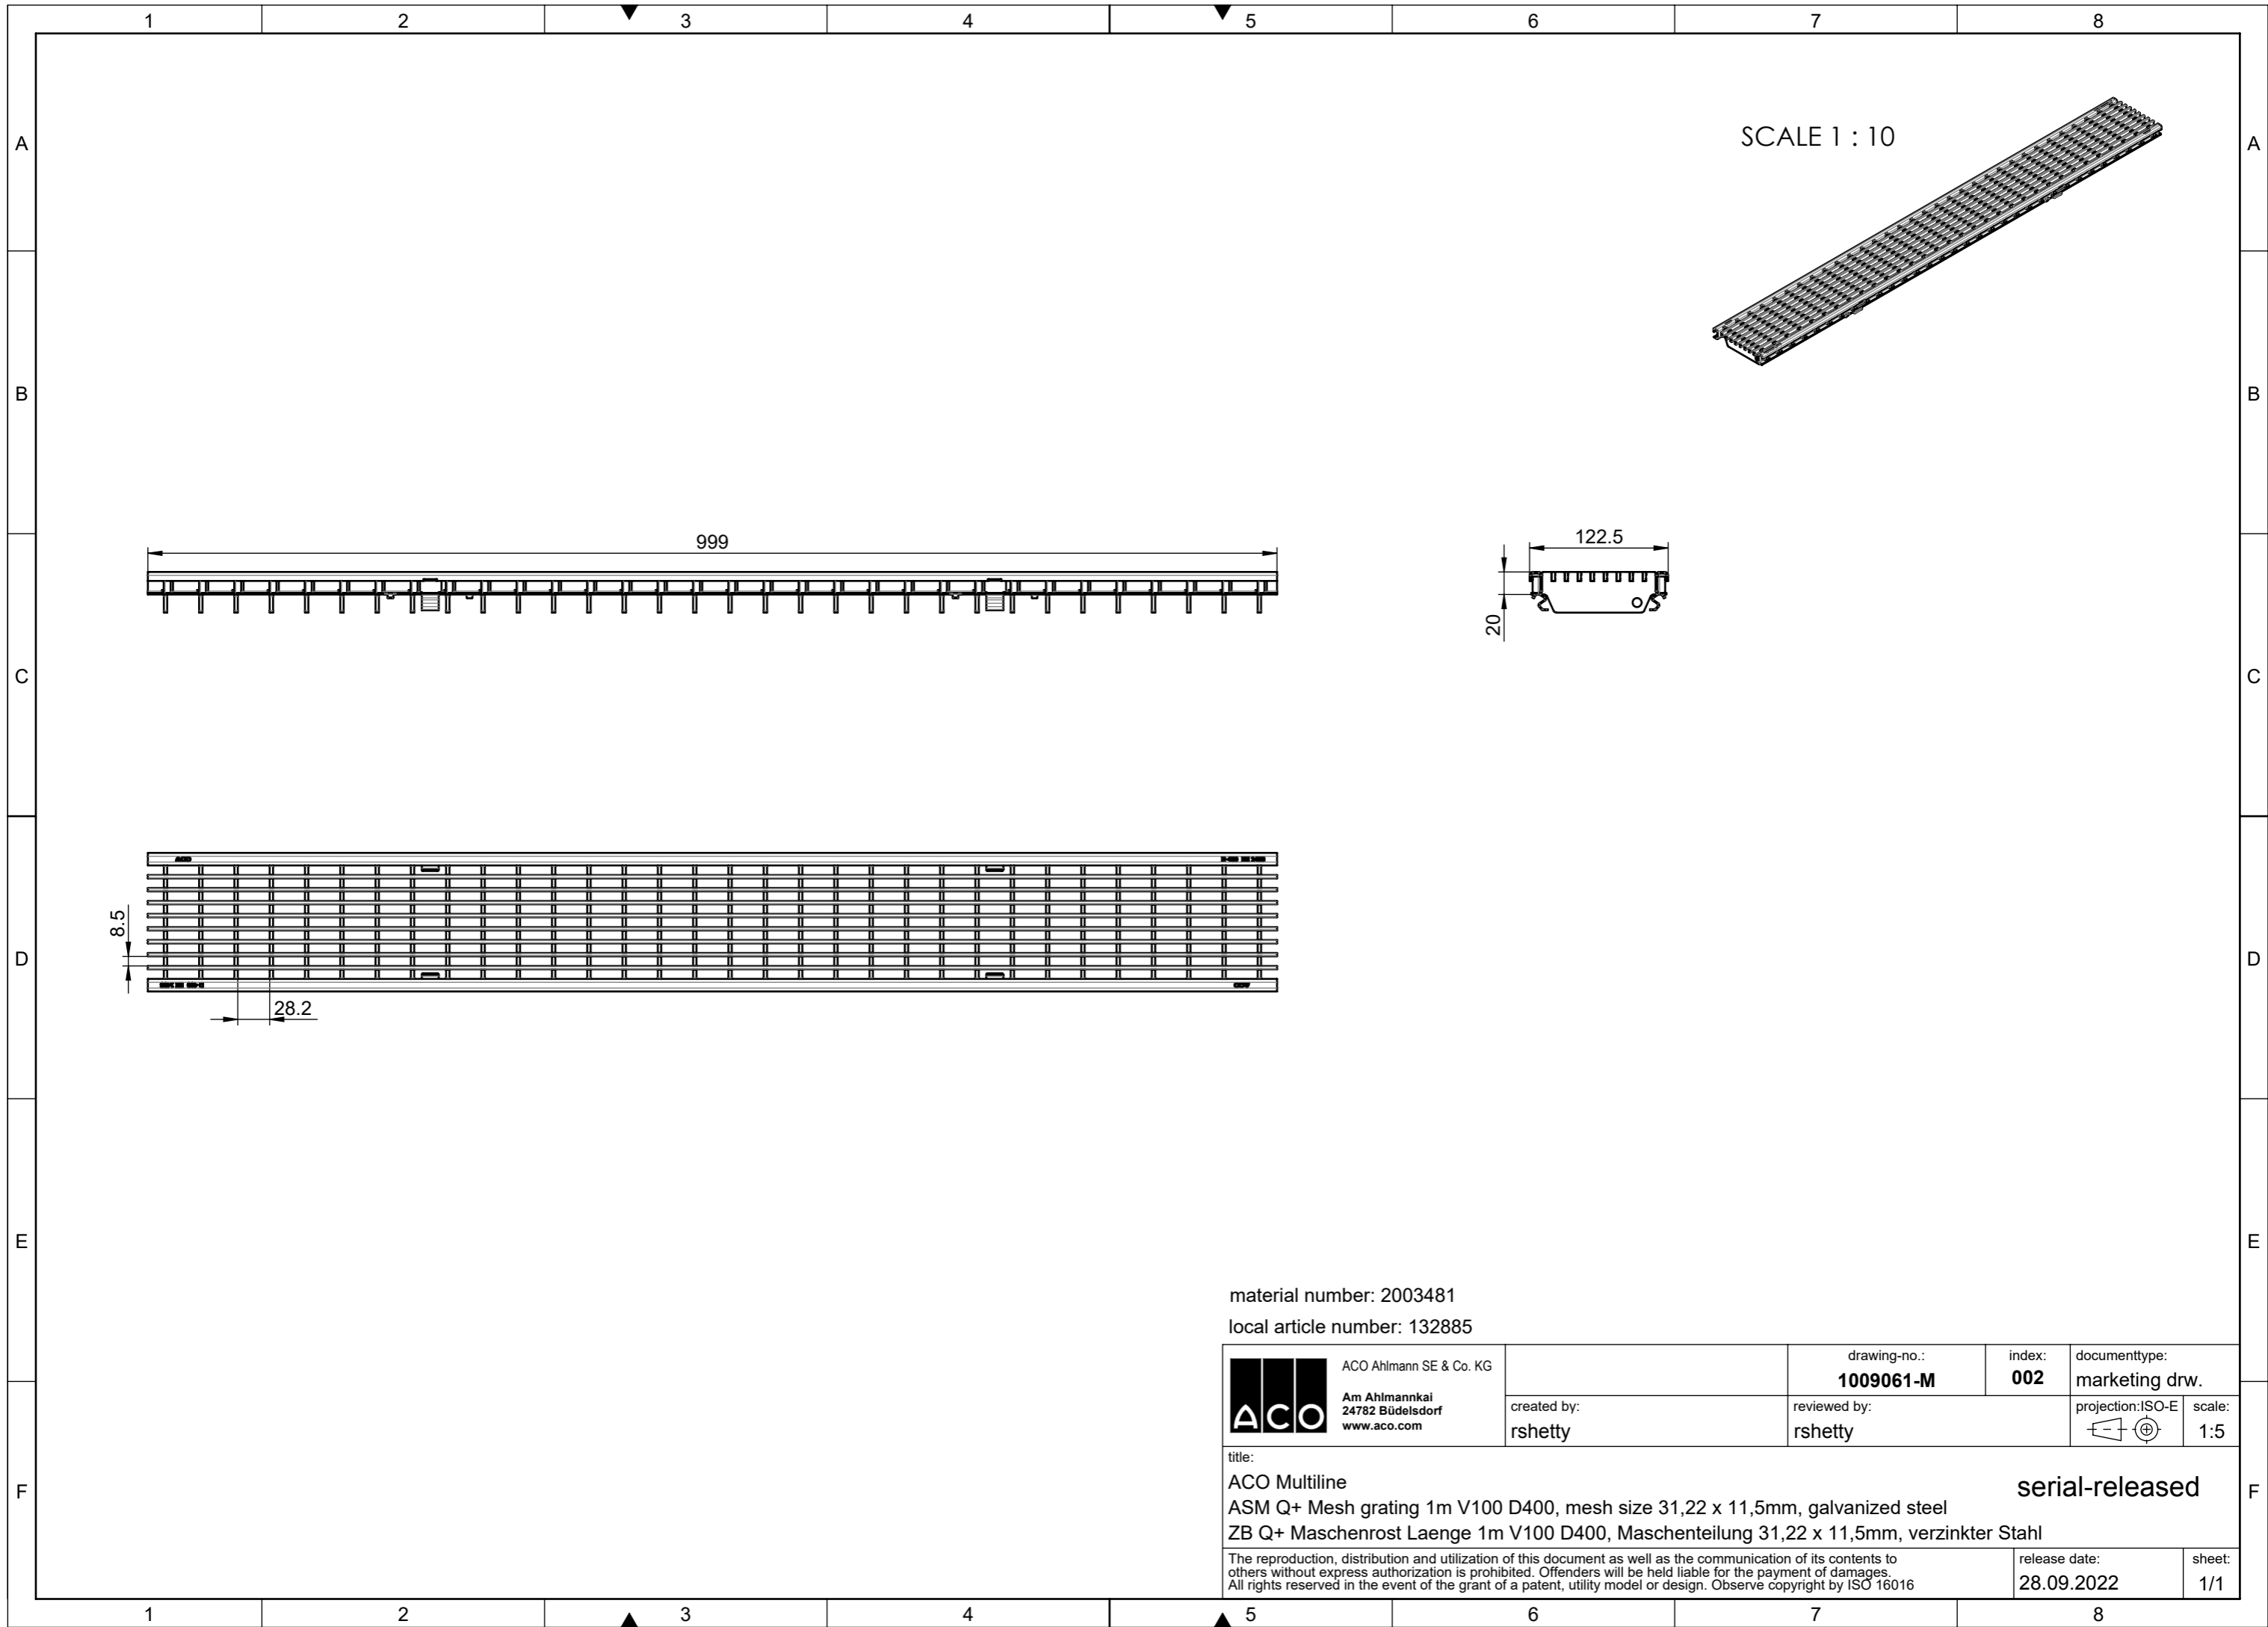 1 2 3 4 5 6 7 8
A A
SCALE 1 : 10
B B
999
122.5
20
C C
ACO
8.5
D D
28.2
E E
material number: 2003481
local article number: 132885
ACO
ACO Ahlmann SE & Co. KG
Am Ahlmannkai
24782 Büdelsdorf
www.aco.com
drawing-no.:
1009061-M
index:
002
documenttype:
marketing drw.
created by:
rshetty
reviewed by:
rshetty
projection:ISO-E
scale:
1:5
title:
ACO Multiline
serial-released
ASM Q+ Mesh grating 1m V100 D400, mesh size 31,22 x 11,5mm, galvanized steel
ZB Q+ Maschenrost Laenge 1m V100 D400, Maschenteilung 31,22 x 11,5mm, verzinkter Stahl
F F
The reproduction, distribution and utilization of this document as well as the communication of its contents to
others without express authorization is prohibited. Offenders will be held liable for the payment of damages.
All rights reserved in the event of the grant of a patent, utility model or design. Observe copyright by ISO 16016
release date:
28.09.2022
sheet:
1/1
1 2 3 4 5 6 7 8